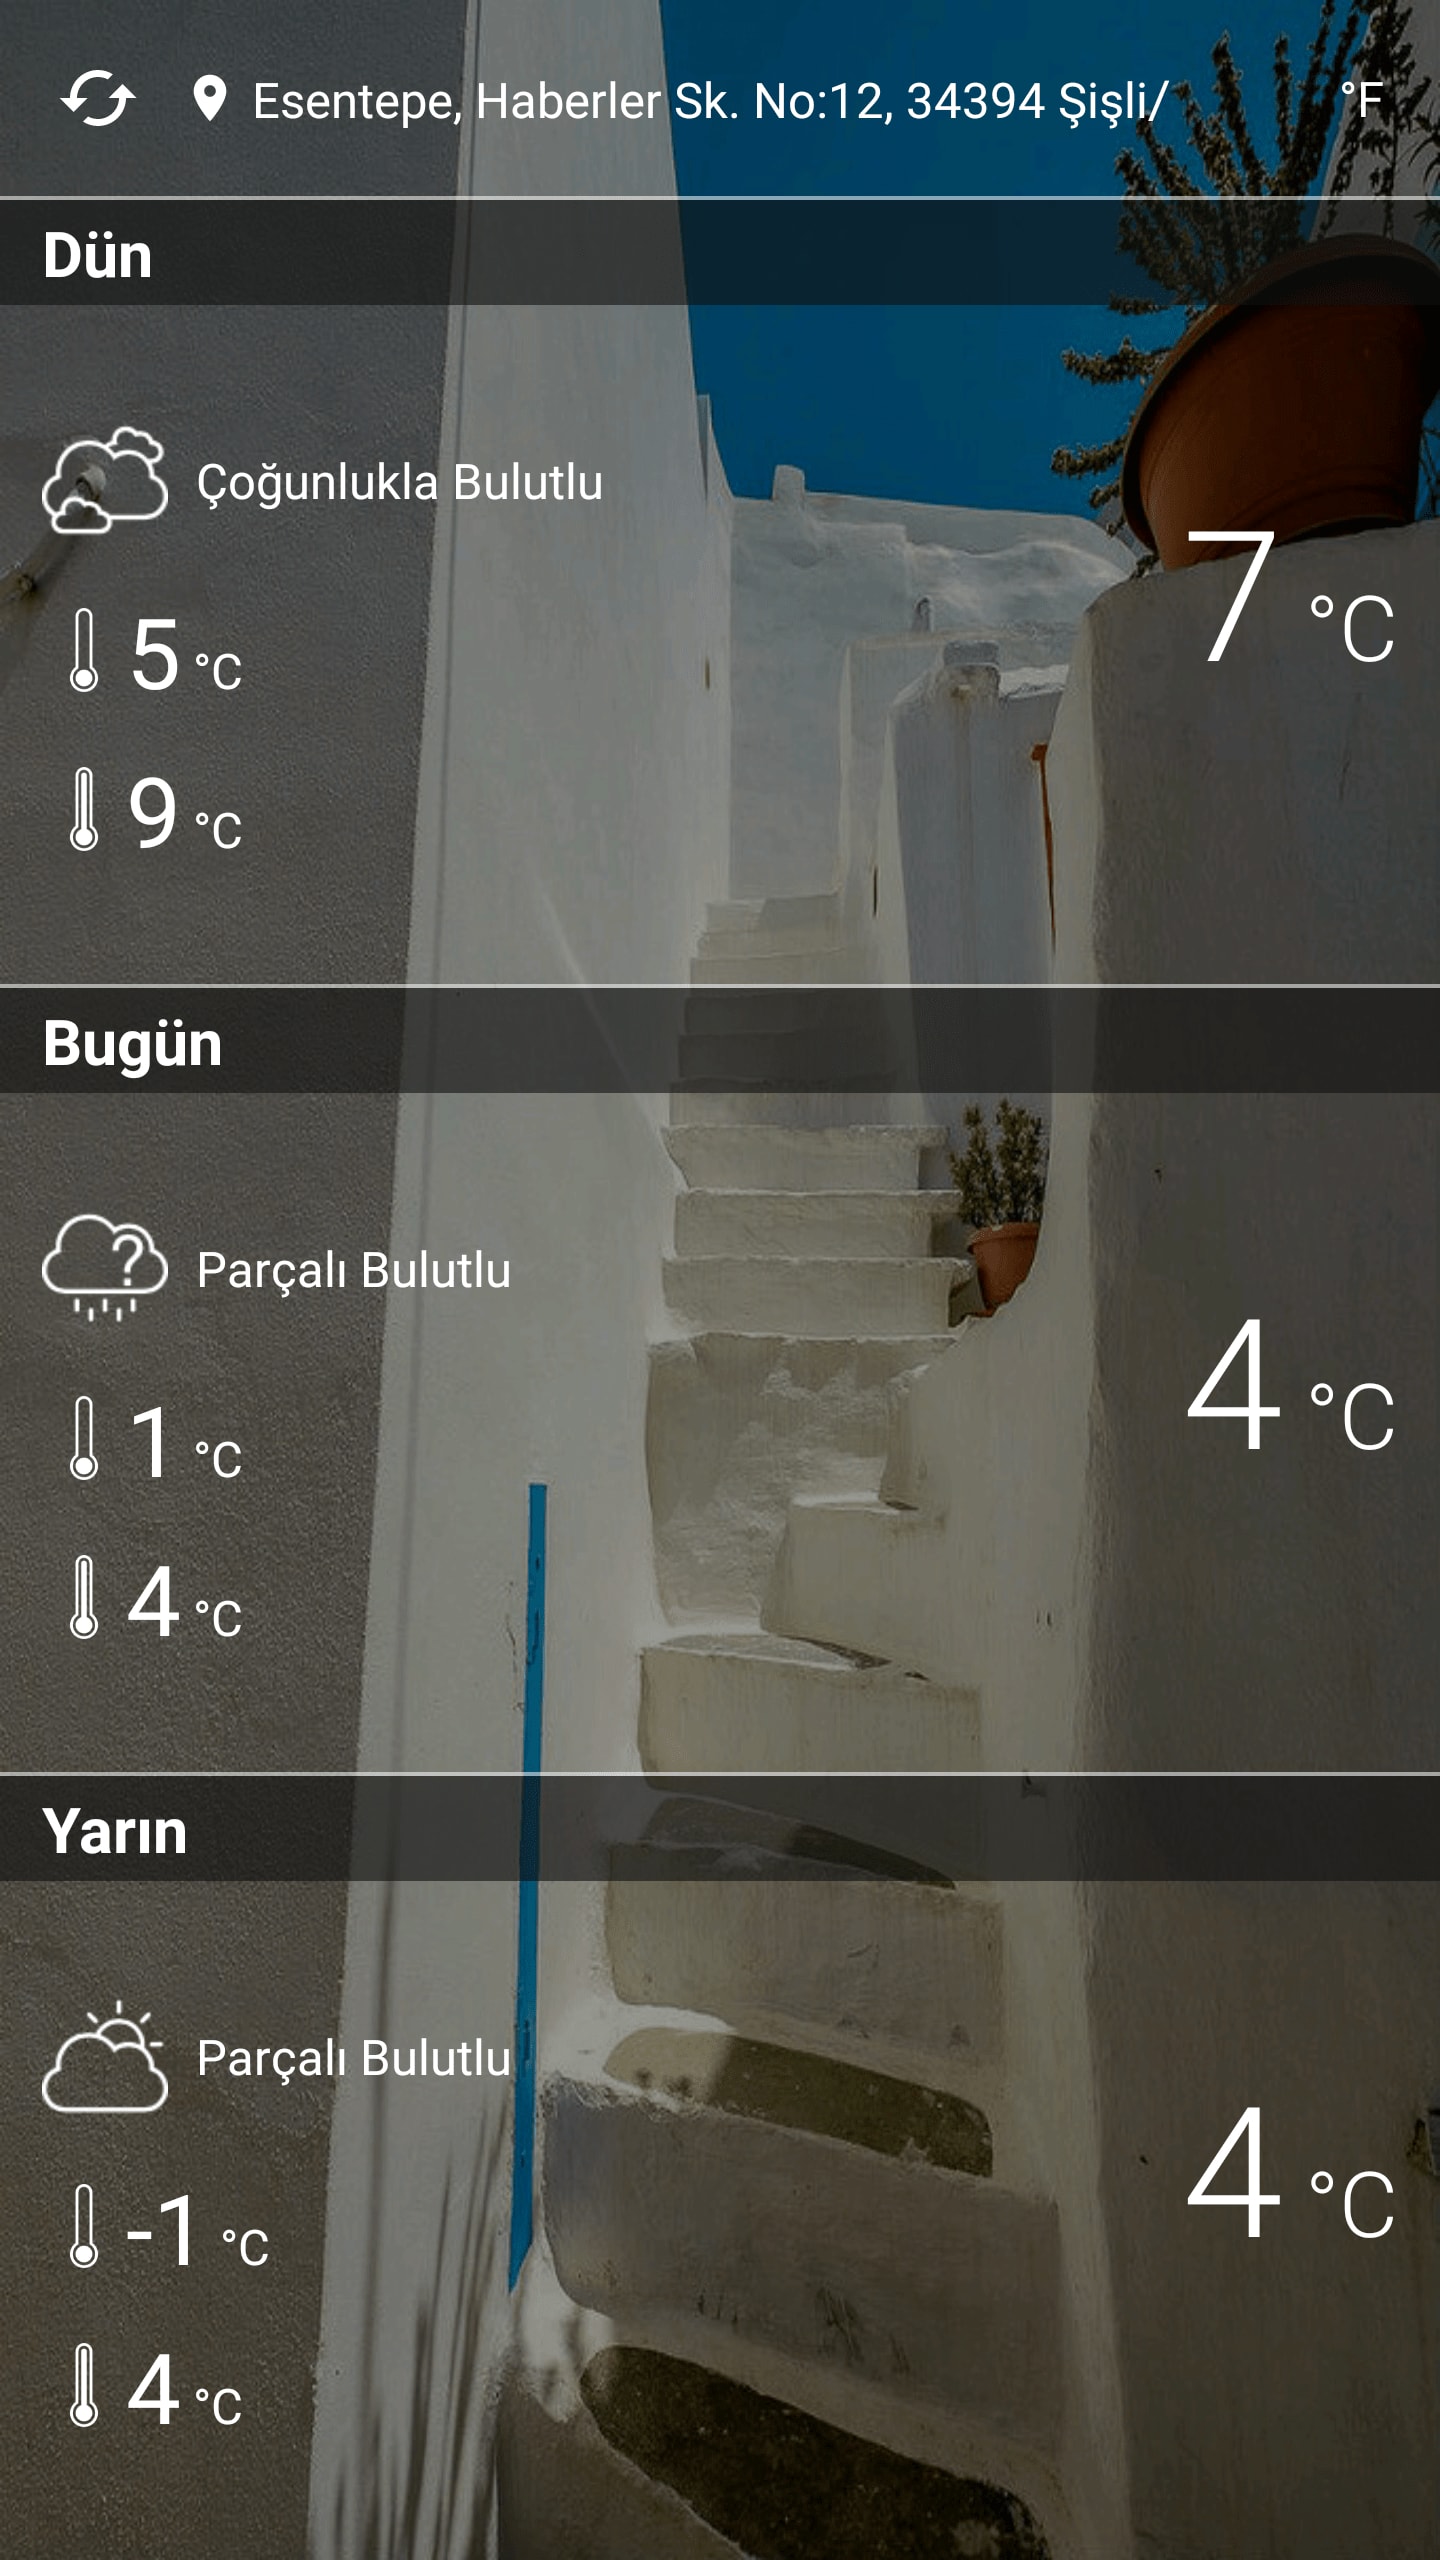 Esentepe, Haberler Sk. No:12, 34394 Şişli/
°F
Dün
Çoğunlukla Bulutlu
5 °C
7 °C
9 °C
Bugün
?
Parçalı Bulutlu
1 °C
4 °C
4 °C
Yarın
Parçalı Bulutlu
-1 °C
4 °C
4 °C